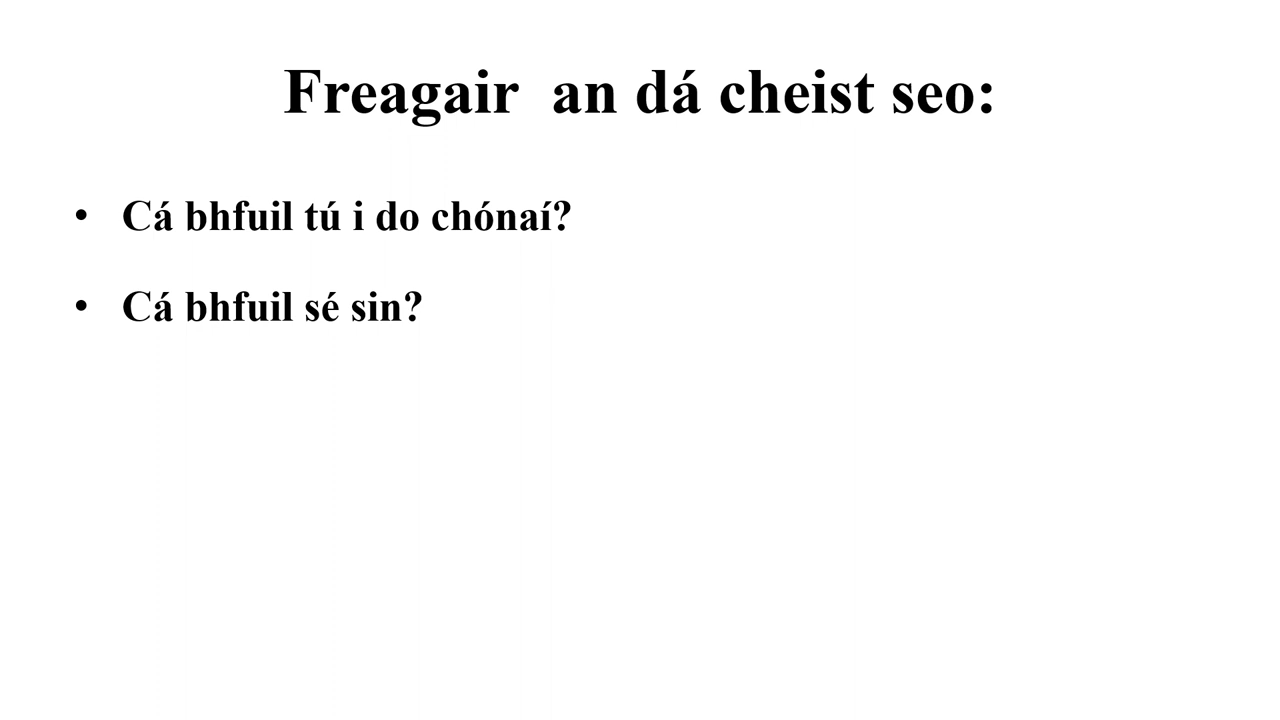 Freagair  an dá cheist seo:
• Cá bhfuil tú i do chónaí?
• Cá bhfuil sé sin?